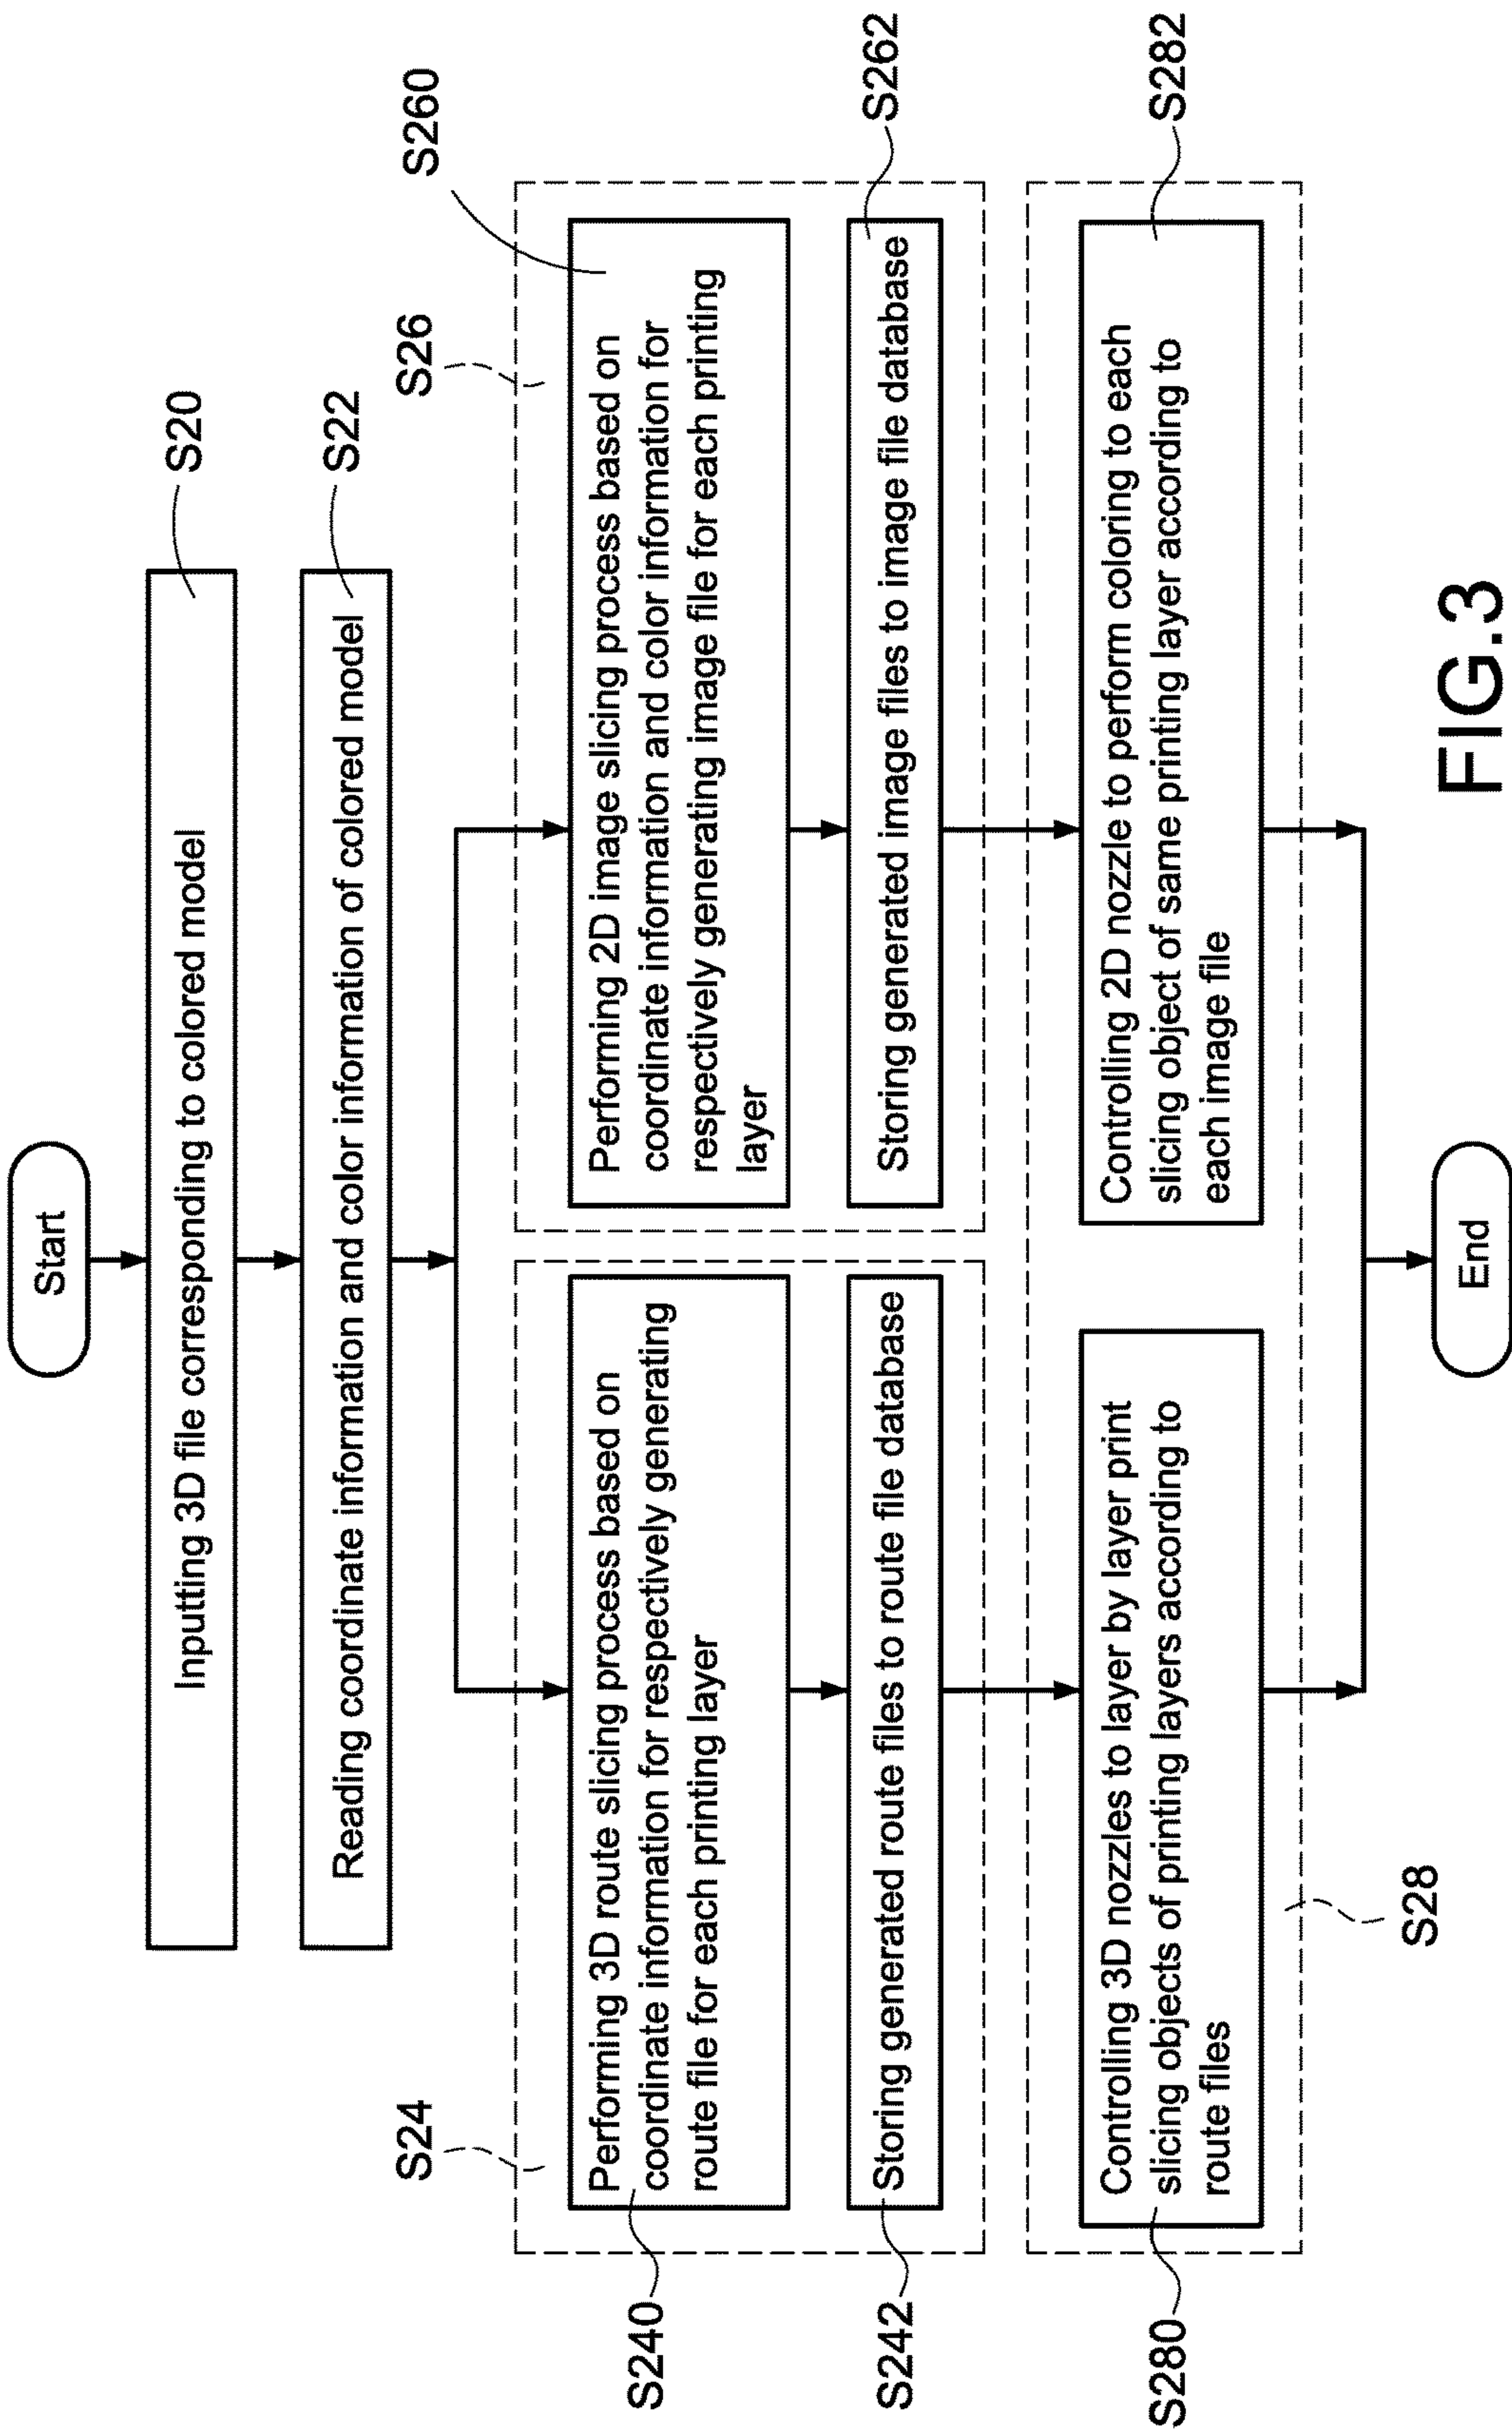 Start
Inputting 3D file corresponding to colored model
S20
Reading coordinate information and color information of colored model
S22
S24
Performing 3D route slicing process based on
coordinate information for respectively generating
route file for each printing layer
S240
Storing generated route files to route file database
S242
S26
S260
Performing 2D image slicing process based on
coordinate information and color information for
respectively generating image file for each printing
layer
Storing generated image files to image file database
S262
Controlling 3D nozzles to layer by layer print
slicing objects of printing layers according to
route files
S280
S28
Controlling 2D nozzle to perform coloring to each
slicing object of same printing layer according to
each image file
S282
End
FIG.3